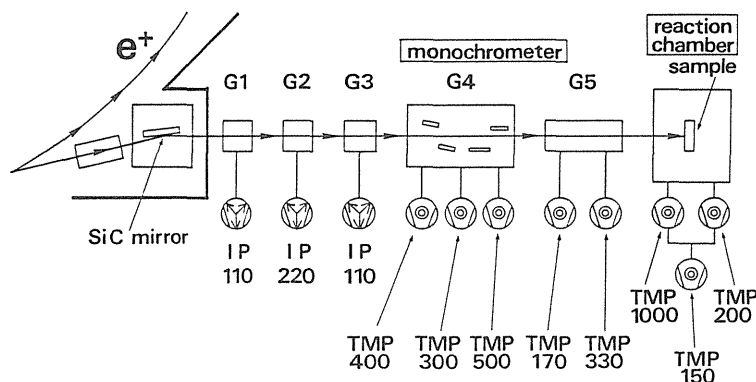 e+
monochrometer
reaction
chamber
sample
G1 G2 G3 G4 G5
SiC mirror
IP
110
IP
220
IP
110
TMP
400
TMP
300
TMP
500
TMP
170
TMP
330
TMP
1000
TMP
200
TMP
150